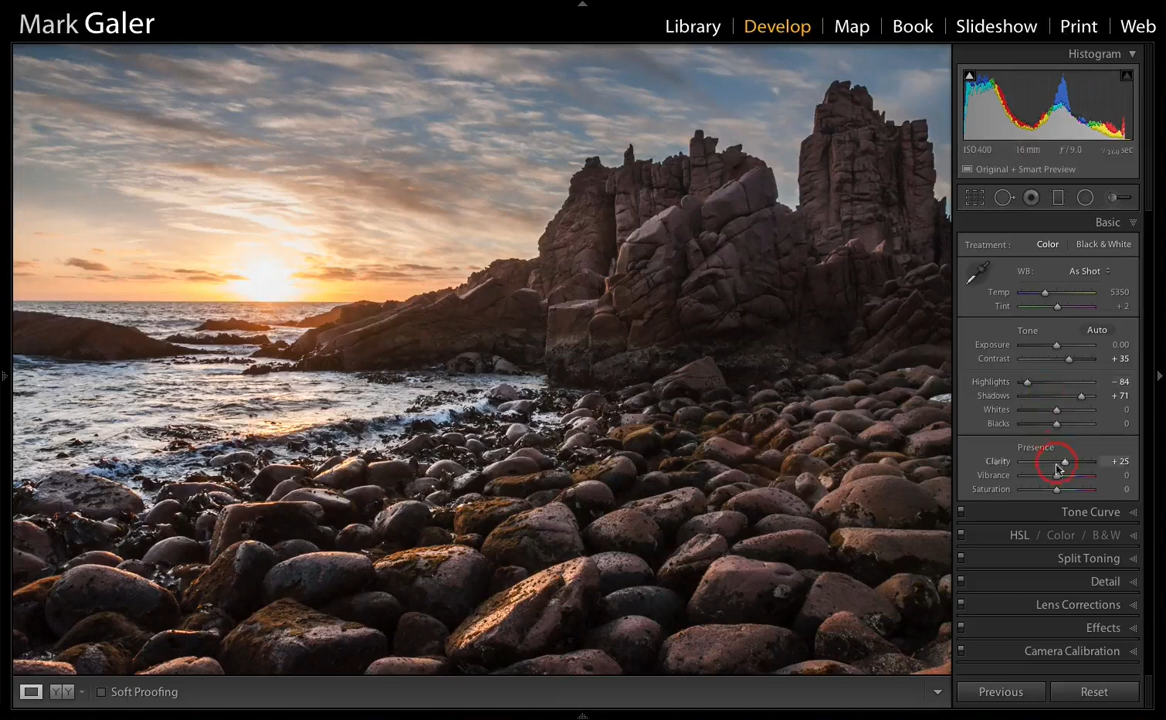 Mark Galer
Library | Develop | Map | Book | Slideshow | Print | Web
Histogram
ISO 400 16 mm ƒ / 9.0 sec
Original + Smart Preview
Basic
Treatment : Color Black & White
WB : As Shot
Temp 5350
Tint + 2
Tone Auto
Exposure 0.00
Contrast + 35
Highlights − 84
Shadows + 71
Whites 0
Blacks 0
Presence
Clarity + 25
Vibrance 0
Saturation 0
Tone Curve
HSL / Color / B & W
Split Toning
Detail
Lens Corrections
Effects
Camera Calibration
Y Y Soft Proofing
Previous Reset